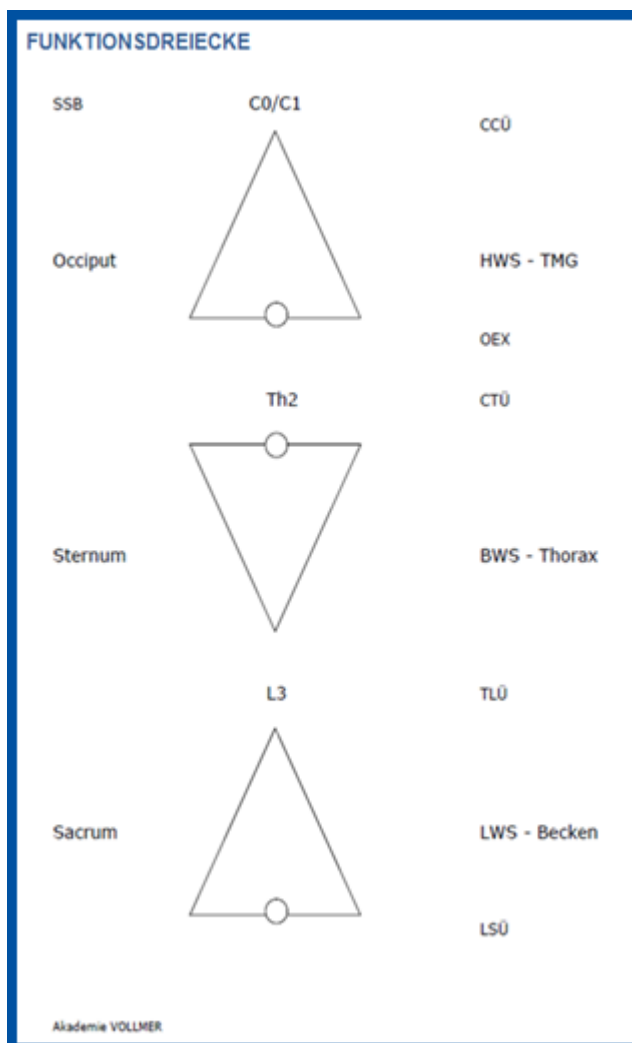 FUNKTIONSDREIECKE
SSB
C0/C1
CCÜ
Occiput
HWS - TMG
OEX
Th2
CTÜ
Sternum
BWS - Thorax
L3
TLÜ
Sacrum
LWS - Becken
LSÜ
Akademie VOLLMER